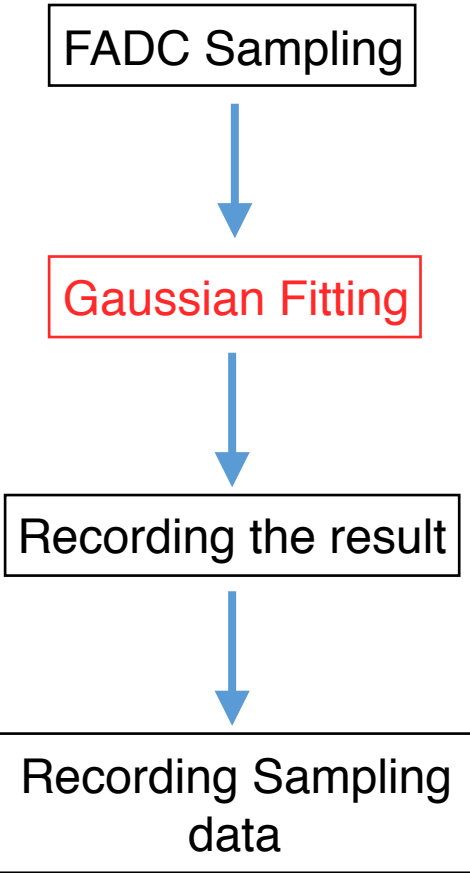 FADC Sampling
Gaussian Fitting
Recording the result
Recording Sampling
data